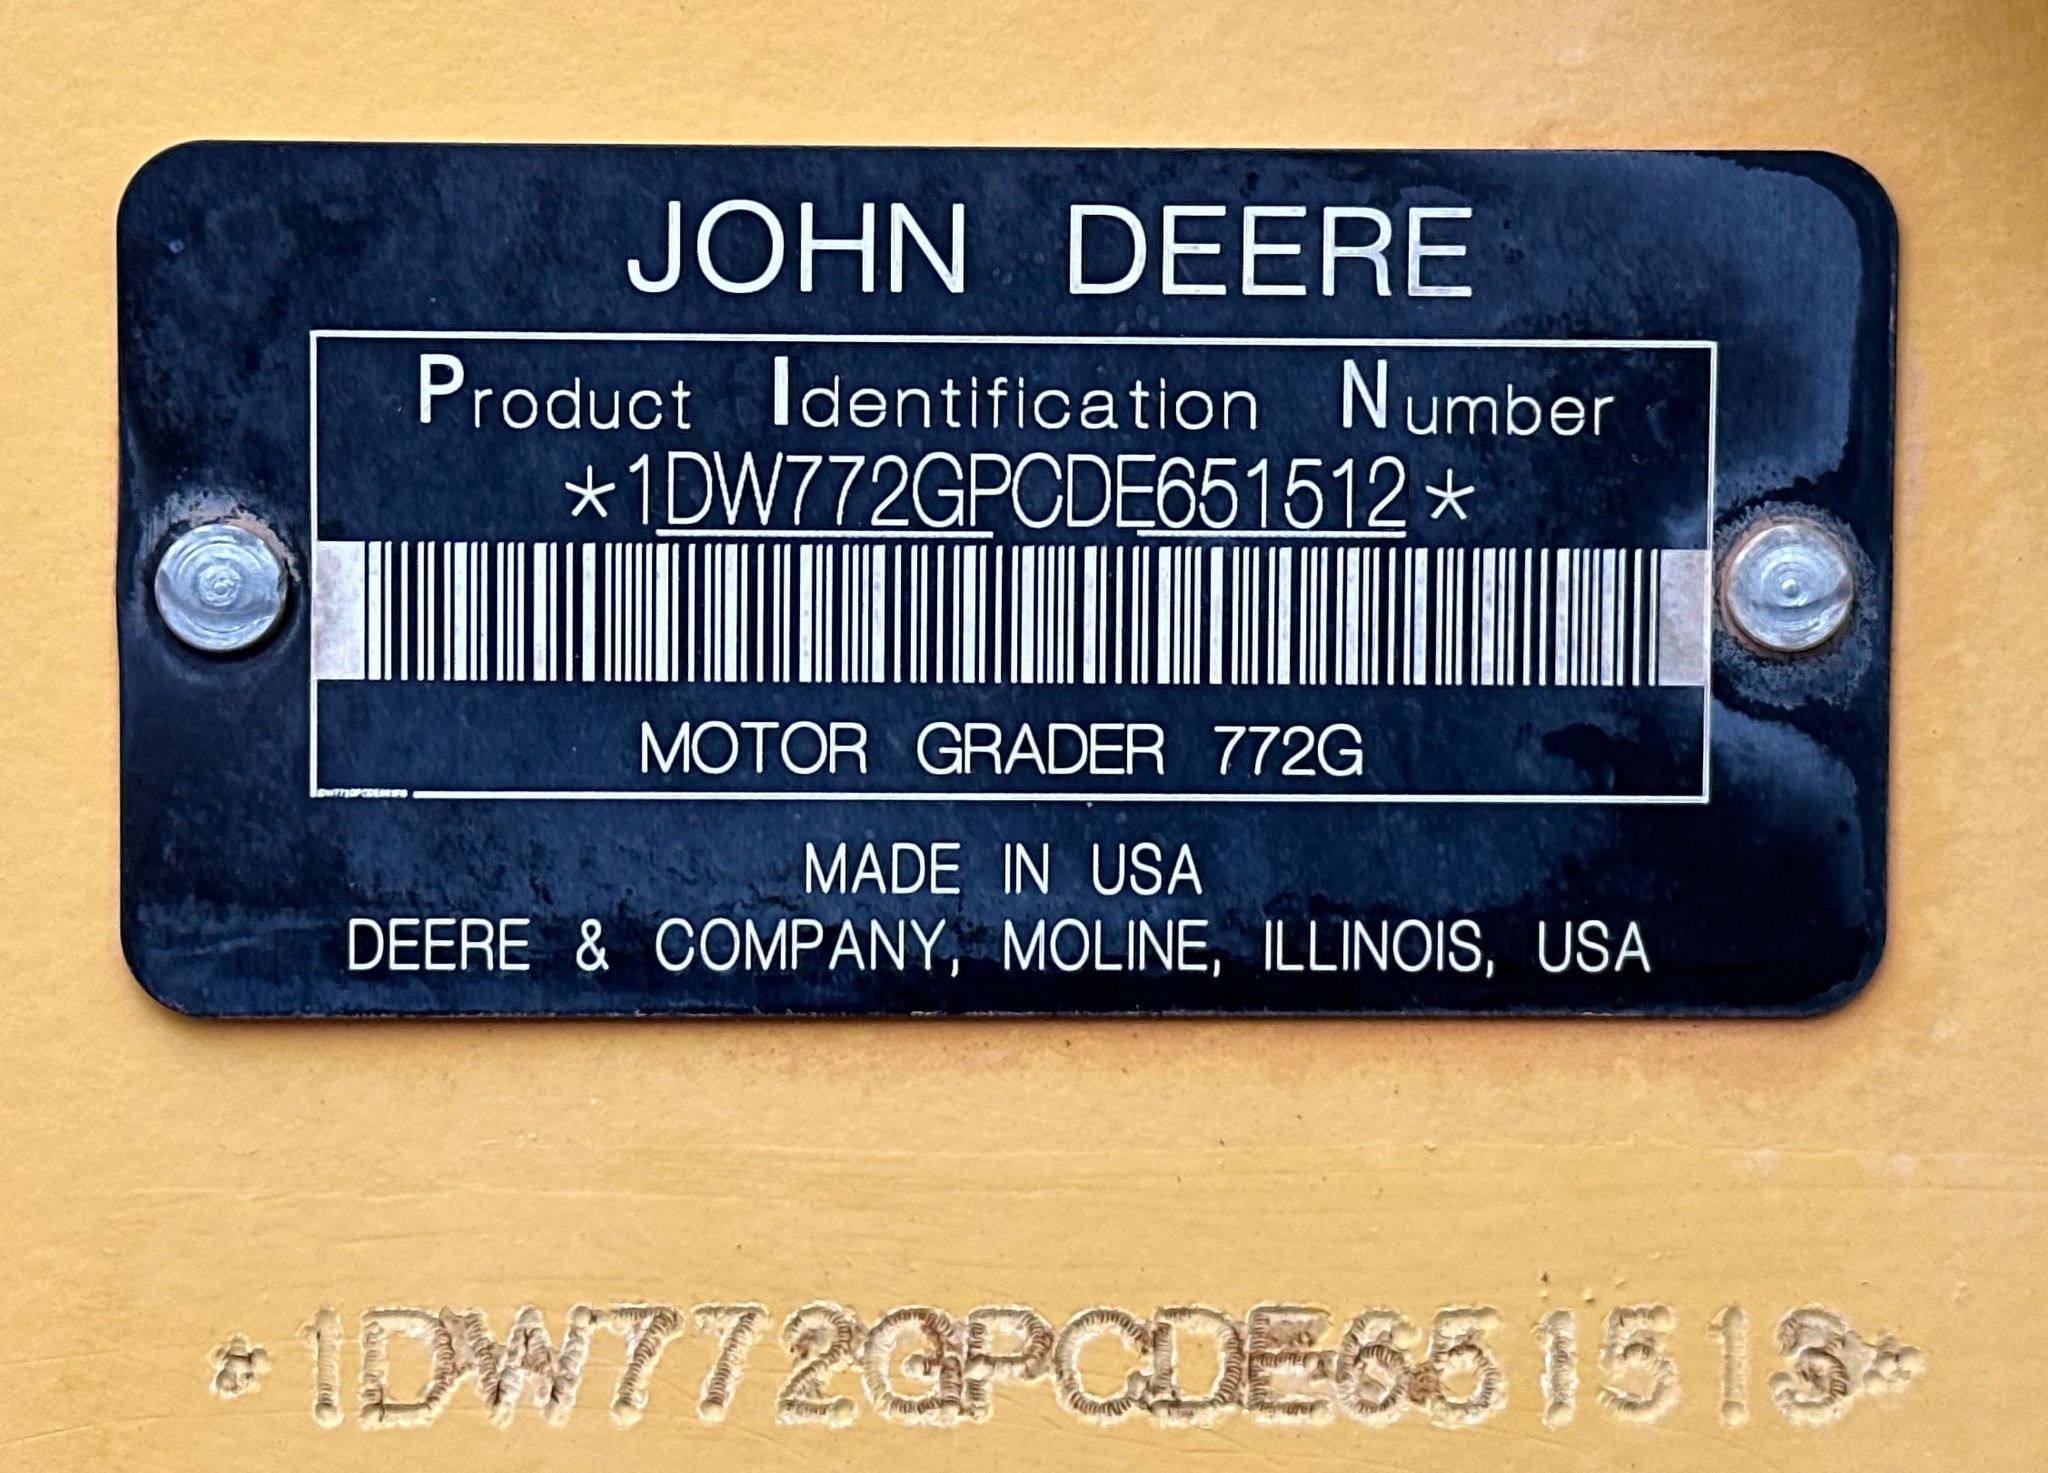 JOHN DEERE
Product Identification Number
*1DW772GPCDE651512*
MOTOR GRADER 772G
MADE IN USA
DEERE & COMPANY, MOLINE, ILLINOIS, USA
*1DW772GPCDE651513*